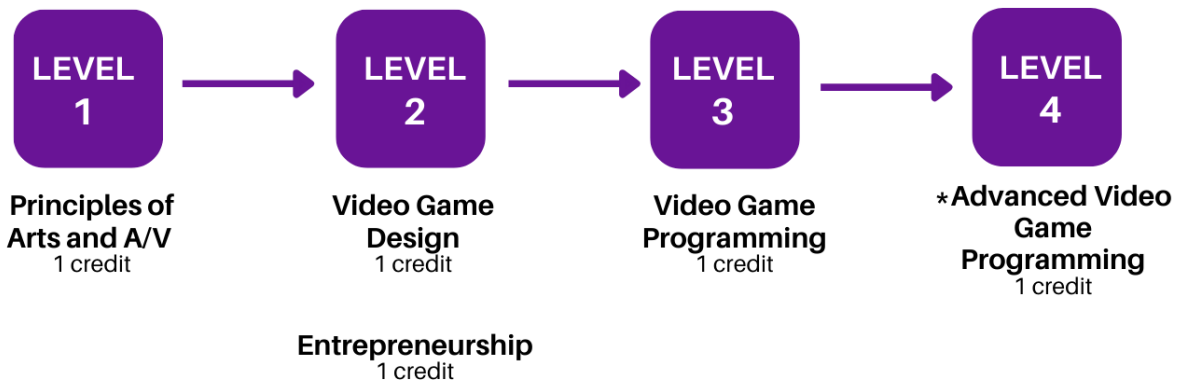 LEVEL
1
LEVEL
2
LEVEL
3
LEVEL
4
Principles of
Arts and A/V
1 credit
Video Game
Design
1 credit
Entrepreneurship
1 credit
Video Game
Programming
1 credit
*Advanced Video
Game
Programming
1 credit